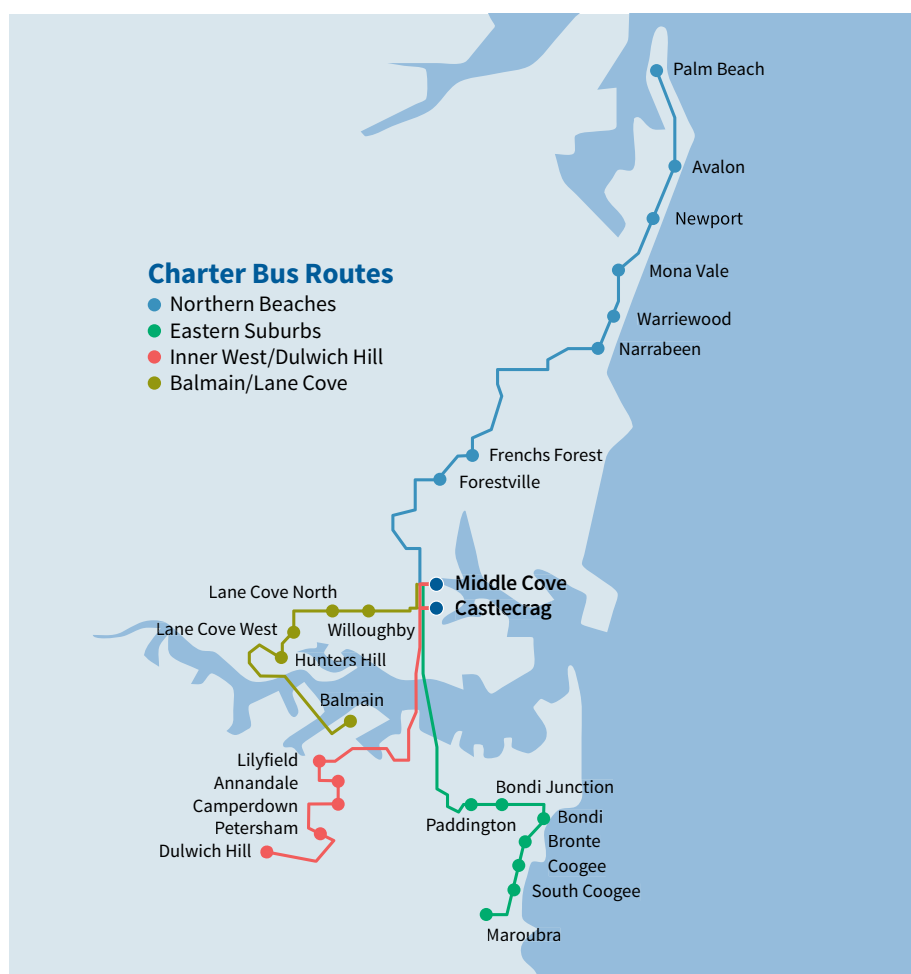 Palm Beach
Avalon
Newport
Mona Vale
Charter Bus Routes
Northern Beaches
Eastern Suburbs
Inner West/Dulwich Hill
Balmain/Lane Cove
Warriewood
Narrabeen
Frenchs Forest
Forestville
Middle Cove
Castlecrag
Lane Cove North
Lane Cove West
Willoughby
Hunters Hill
Balmain
Lilyfield
Annandale
Camperdown
Petersham
Dulwich Hill
Bondi Junction
Paddington
Bondi
Bronte
Coogee
South Coogee
Maroubra